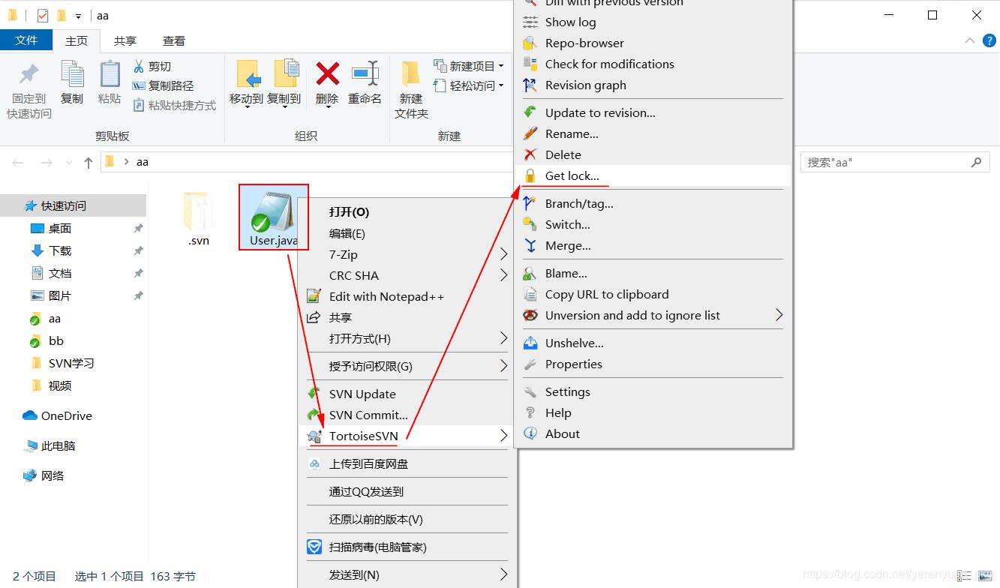 aa
文件
主页
共享
查看
固定到
快速访问
复制
粘贴
剪切
复制路径
粘贴快捷方式
剪贴板
移动到
复制到
删除
重命名
组织
新建
文件夹
新建项目
轻松访问
新建
aa
搜索"aa"
快速访问
桌面
下载
文档
图片
aa
bb
SVN学习
视频
OneDrive
此电脑
网络
.svn
User.java
打开(O)
编辑(E)
7-Zip
CRC SHA
Edit with Notepad++
共享
打开方式(H)
授予访问权限(G)
SVN Update
SVN Commit...
TortoiseSVN
上传到百度网盘
通过QQ发送到
还原以前的版本(V)
扫描病毒(电脑管家)
发送到(N)
Diff with previous version
Show log
Repo-browser
Check for modifications
Revision graph
Update to revision...
Rename...
Delete
Get lock...
Branch/tag...
Switch...
Merge...
Blame...
Copy URL to clipboard
Unversion and add to ignore list
Unshelve...
Properties
Settings
Help
About
2 个项目
选中 1 个项目 163 字节